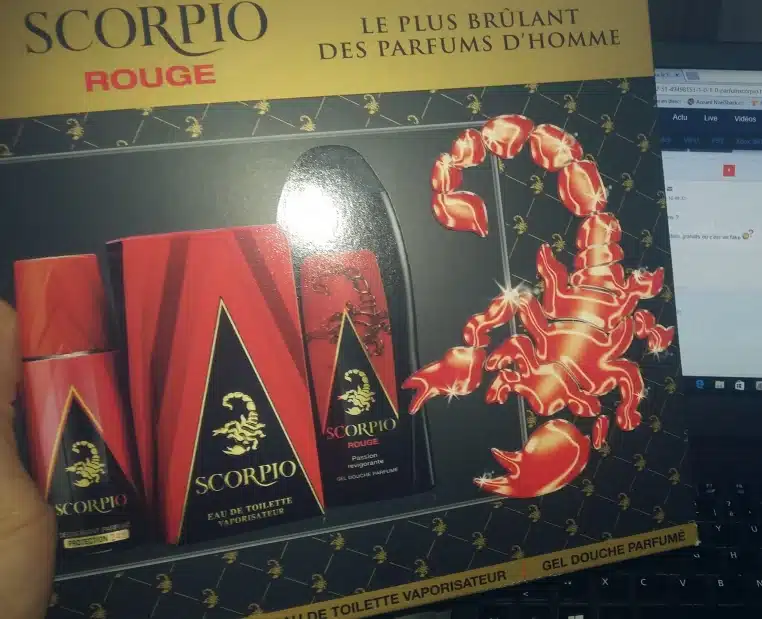 SCORPIO
ROUGE
LE PLUS BRÛLANT
DES PARFUMS D'HOMME
SCORPIO
PROTECTION
SCORPIO
EAU DE TOILETTE
VAPORISATEUR
SCORPIO
ROUGE
Passion
revigorante
GEL DOUCHE PARFUMÉ
DE TOILETTE VAPORISATEUR
GEL DOUCHE PARFUMÉ
Actu Live Vidéos
X C V B N